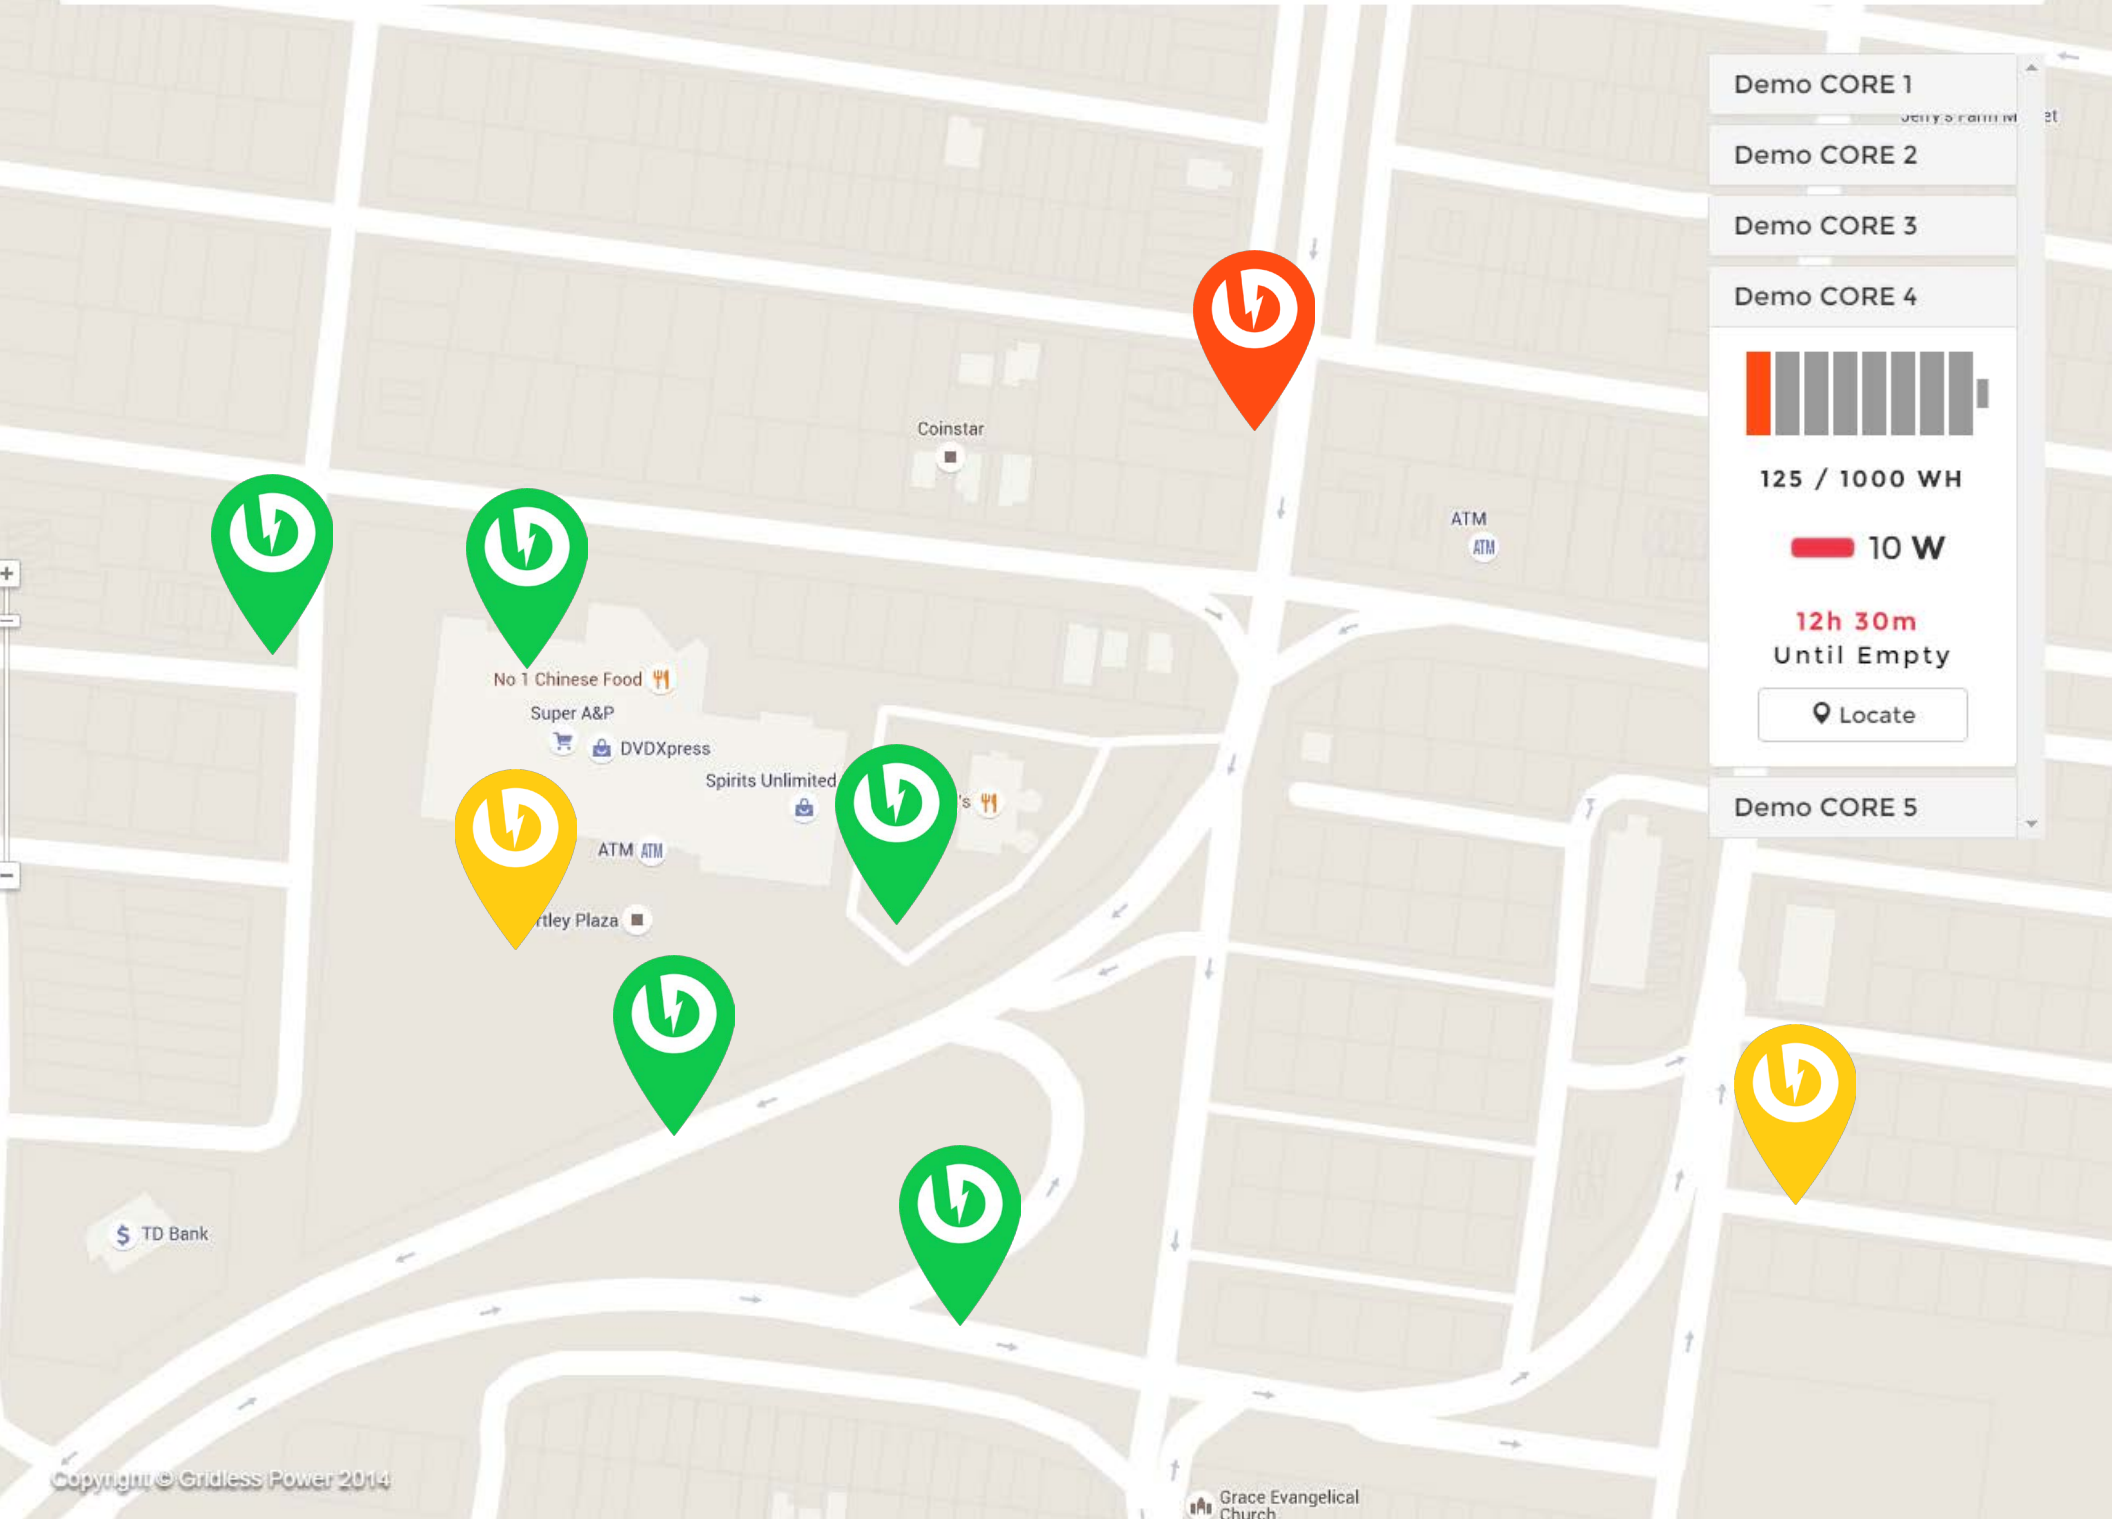 Demo CORE 1
Demo CORE 2
Demo CORE 3
Demo CORE 4
125 / 1000 WH
10 W
12h 30m
Until Empty
Locate
Demo CORE 5
Coinstar
ATM
ATM
No 1 Chinese Food
Super A&P
DVDXpress
Spirits Unlimited
's
ATM ATM
rtley Plaza
$ TD Bank
Copyright © Gridless Power 2014
Grace Evangelical
Church